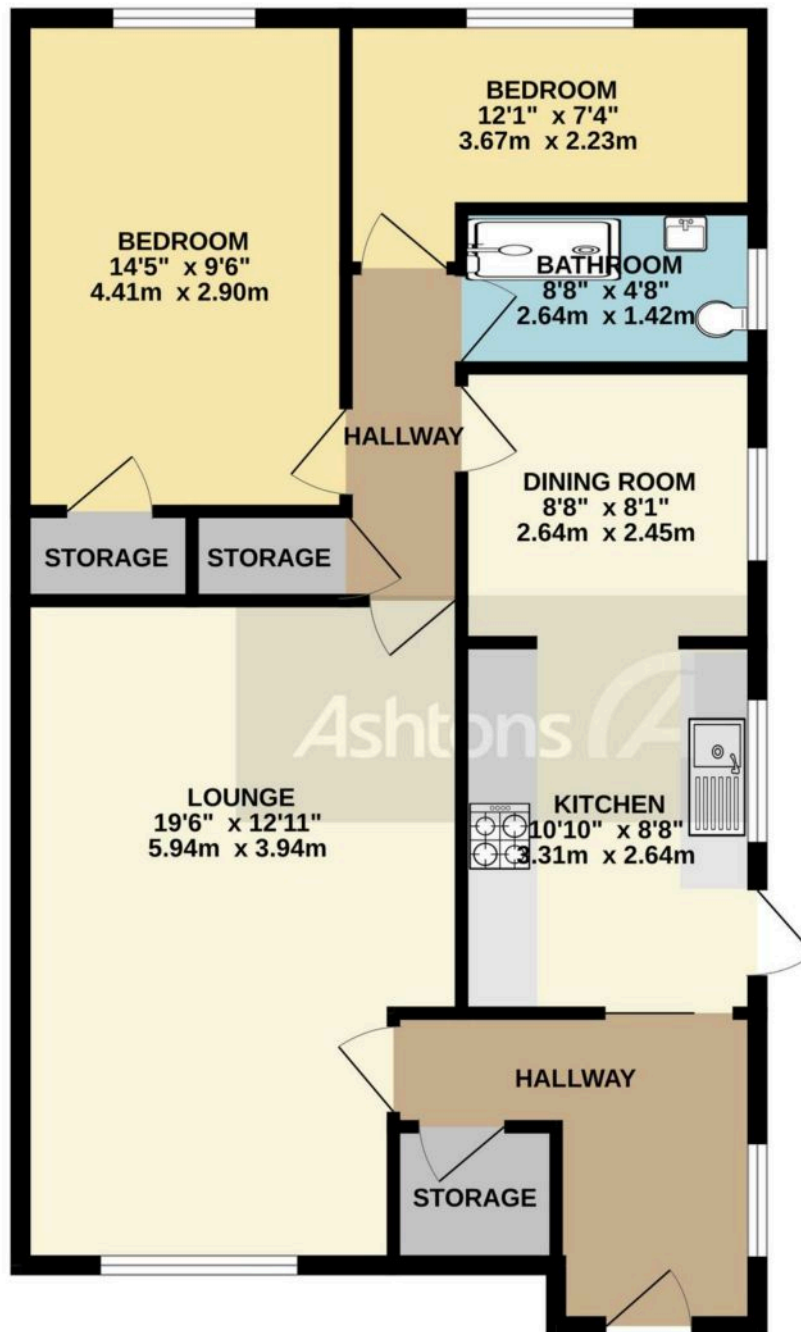 BEDROOM
12'1" x 7'4"
3.67m x 2.23m
BEDROOM
14'5" x 9'6"
4.41m x 2.90m
BATHROOM
8'8" x 4'8"
2.64m x 1.42m
HALLWAY
DINING ROOM
8'8" x 8'1"
2.64m x 2.45m
STORAGE
STORAGE
Ashtons
LOUNGE
19'6" x 12'11"
5.94m x 3.94m
KITCHEN
10'10" x 8'8"
3.31m x 2.64m
HALLWAY
STORAGE